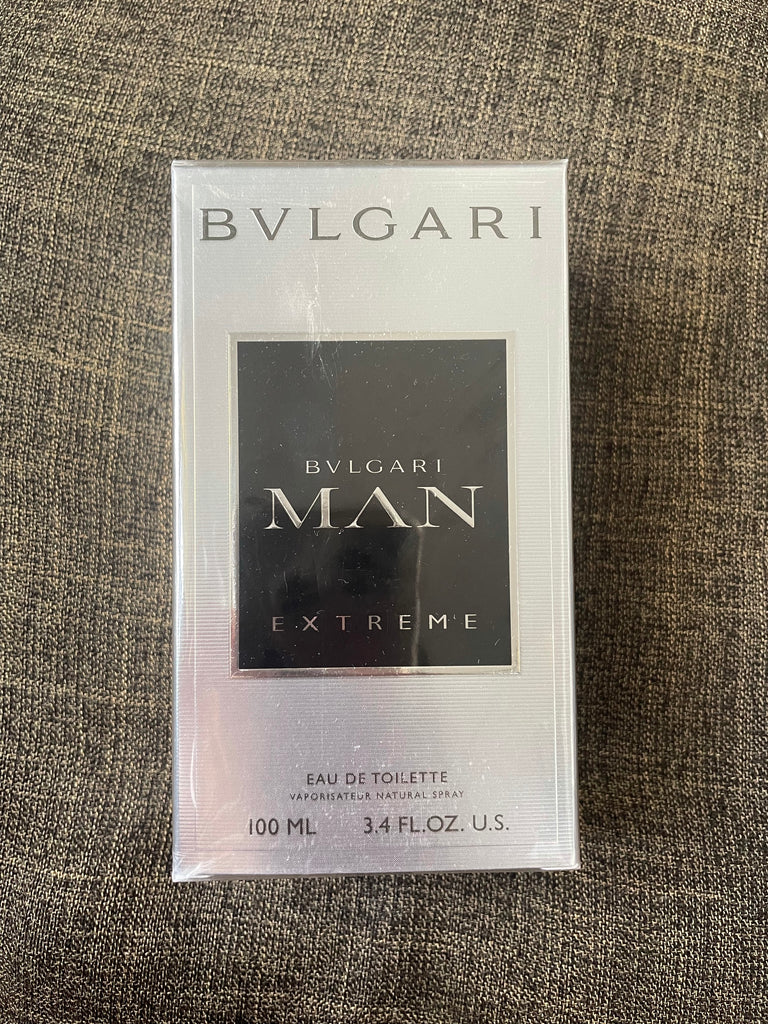 BVLGARI
BVLGARI
MAN
EXTREME
EAU DE TOILETTE
VAPORISATEUR NATURAL SPRAY
100 ML 3.4 FL.OZ. U.S.